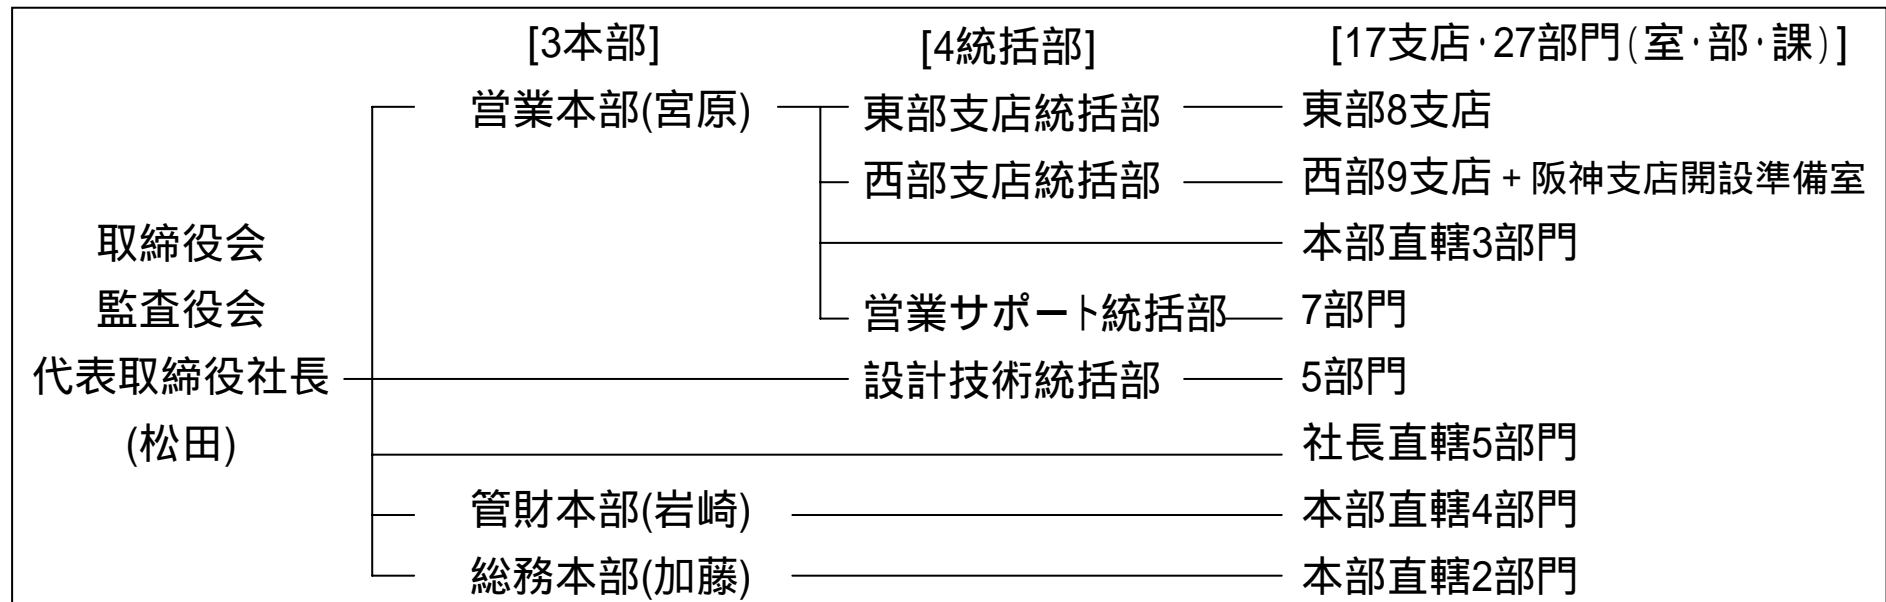 [3本部] [4統括部] [17支店・27部門(室・部・課)]
営業本部(宮原) 東部支店統括部 東部8支店
西部支店統括部 西部9支店 + 阪神支店開設準備室
取締役会 本部直轄3部門
監査役会 営業サポート統括部 7部門
代表取締役社長 設計技術統括部 5部門
(松田) 社長直轄5部門
管財本部(岩崎) 本部直轄4部門
総務本部(加藤) 本部直轄2部門